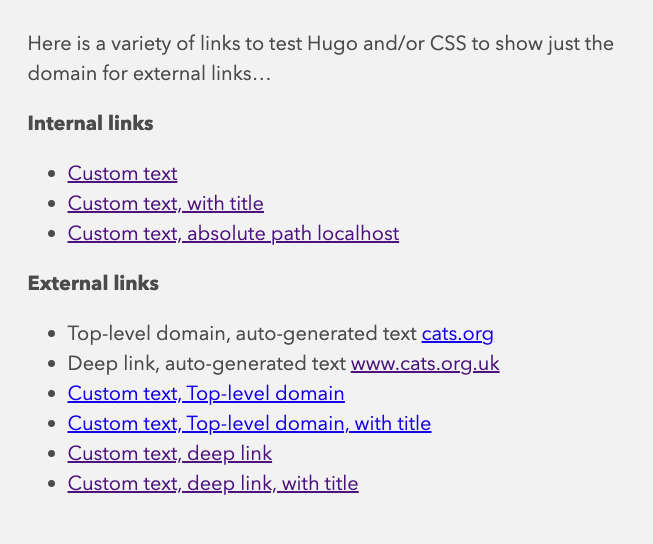 Here is a variety of links to test Hugo and/or CSS to show just the
domain for external links…
Internal links
Custom text
Custom text, with title
Custom text, absolute path localhost
External links
Top-level domain, auto-generated text cats.org
Deep link, auto-generated text www.cats.org.uk
Custom text, Top-level domain
Custom text, Top-level domain, with title
Custom text, deep link
Custom text, deep link, with title